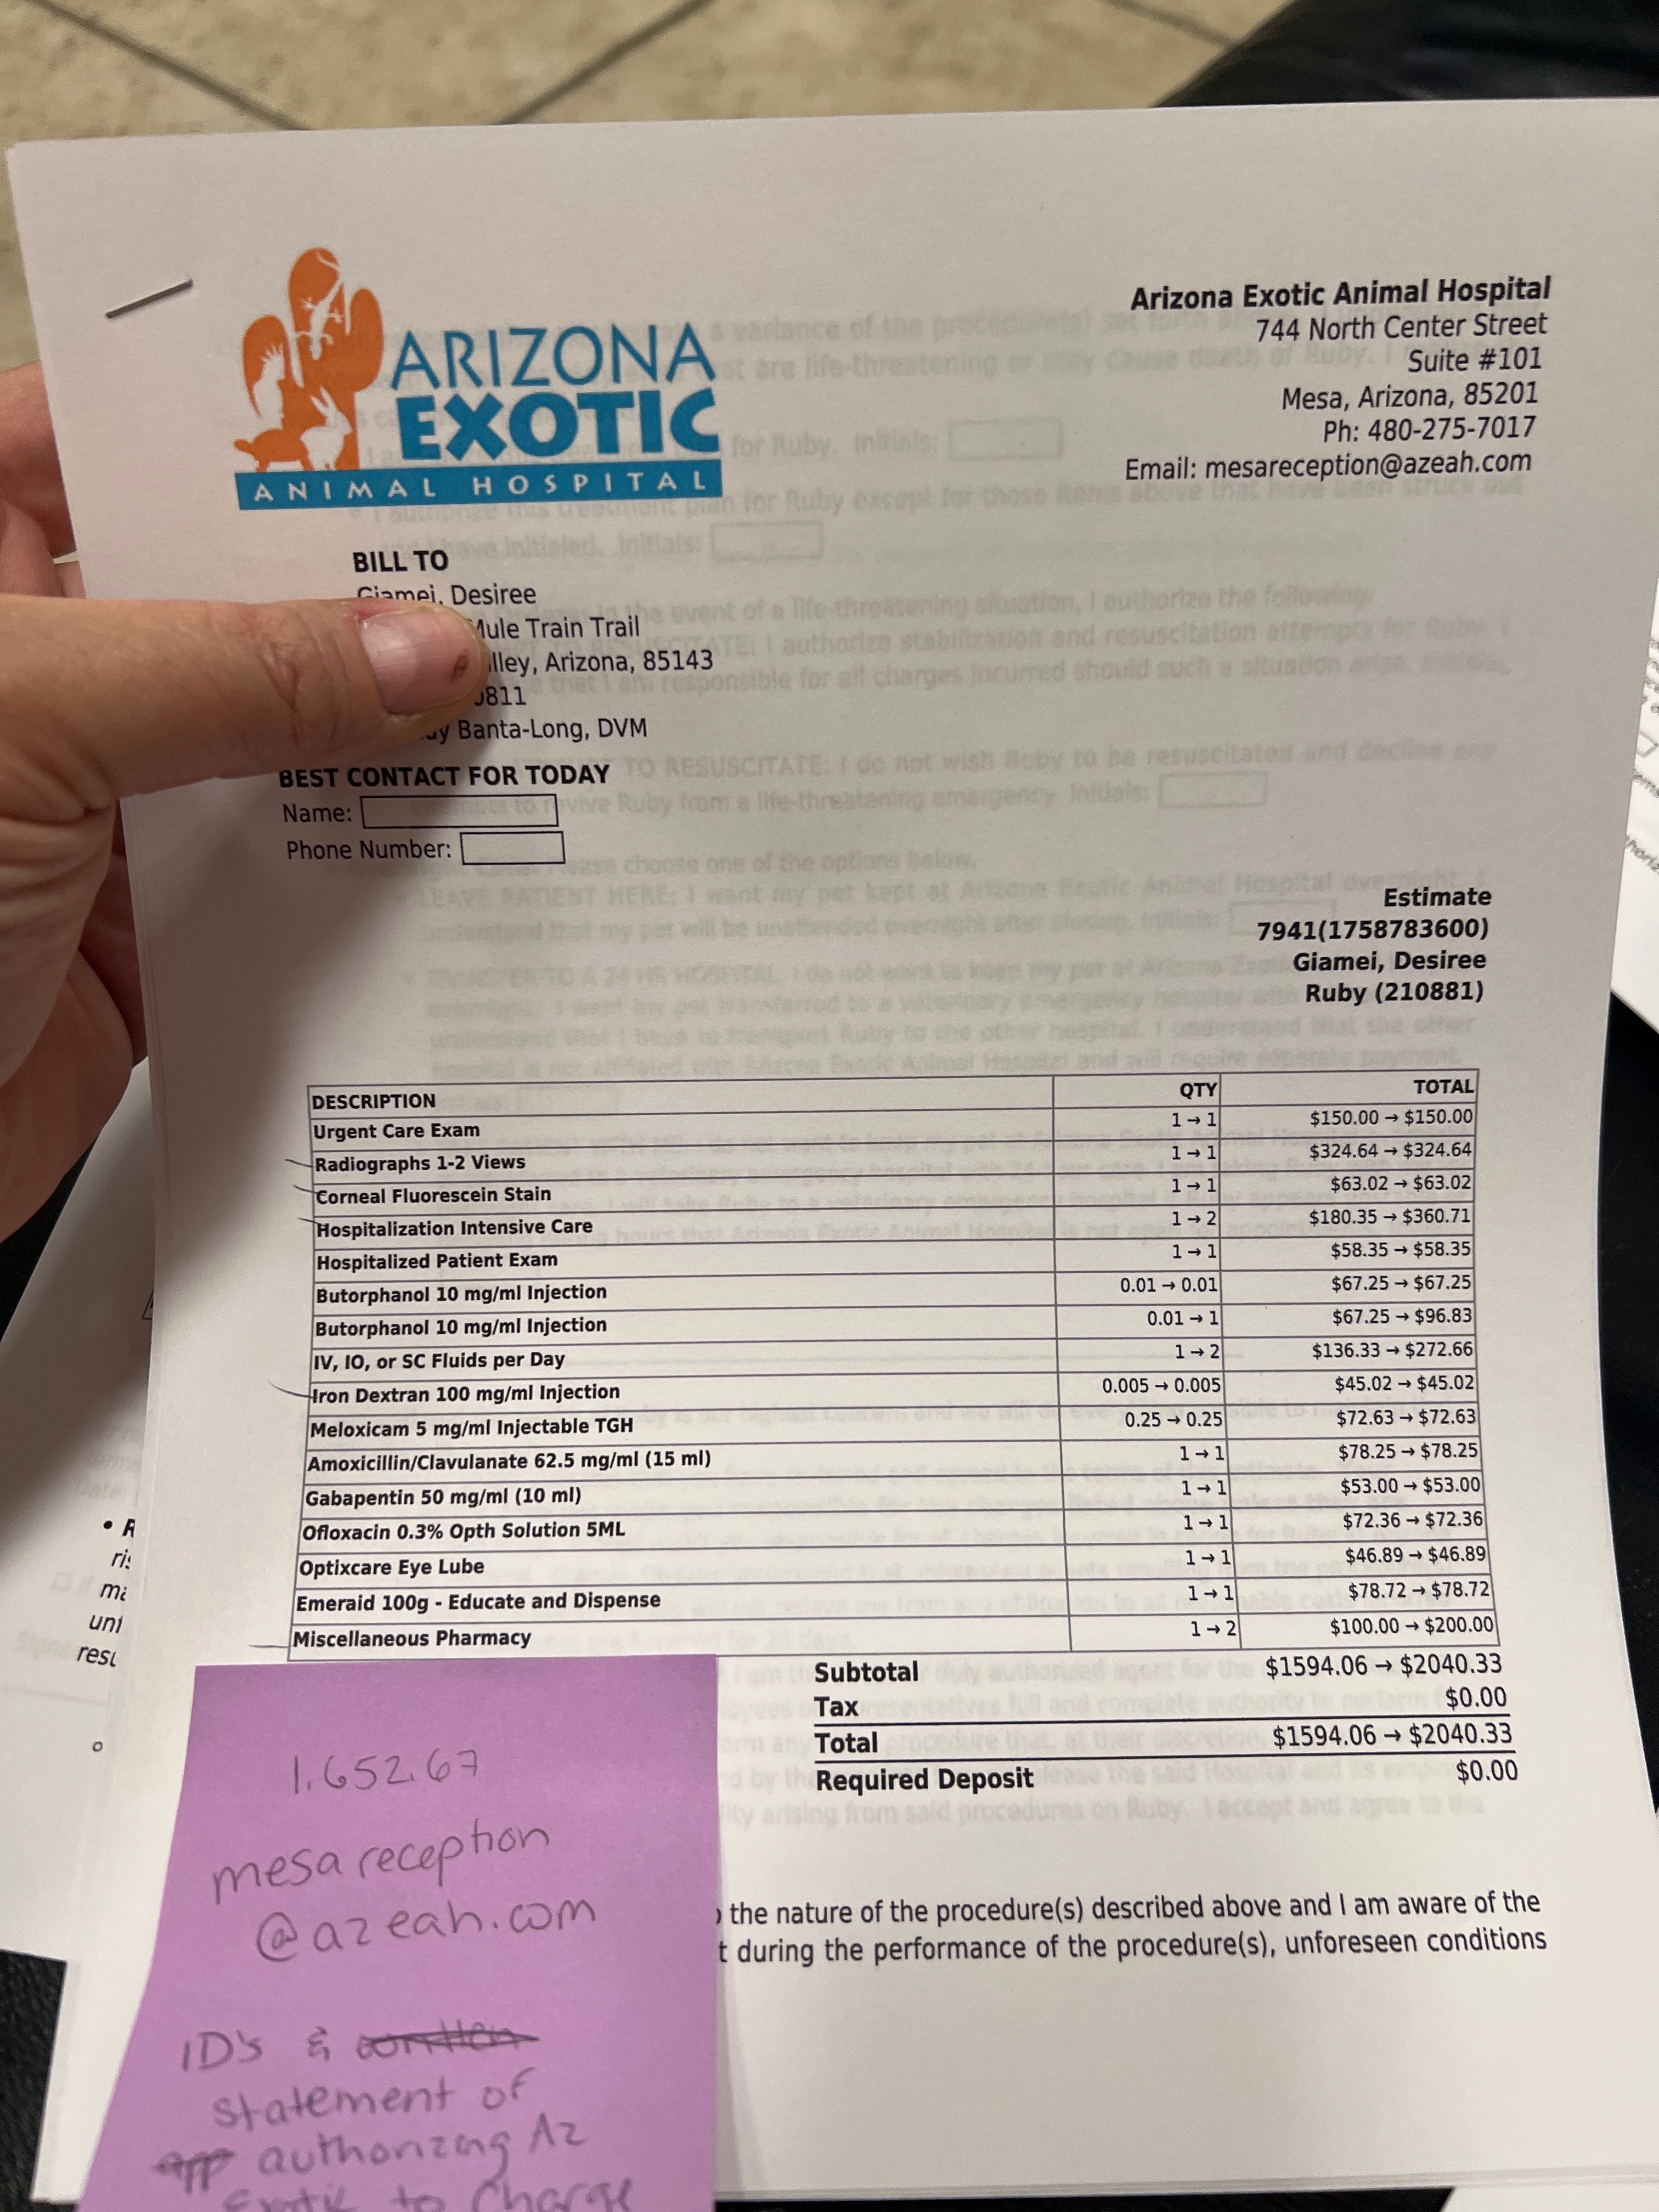 ARIZONA
EXOTIC
ANIMAL HOSPITAL
Arizona Exotic Animal Hospital
744 North Center Street
Suite #101
Mesa, Arizona, 85201
Ph: 480-275-7017
Email: mesareception@azeah.com
BILL TO
Giamei, Desiree
Mule Train Trail
Arizona, 85143
Banta-Long, DVM
BEST CONTACT FOR TODAY
Name:
Phone Number:
Estimate
7941(1758783600)
Giamei, Desiree
Ruby (210881)
DESCRIPTION QTY TOTAL
Urgent Care Exam 1→1 $150.00→$150.00
Radiographs 1-2 Views 1→1 $324.64→$324.64
Corneal Fluorescein Stain 1→1 $63.02→$63.02
Hospitalization Intensive Care 1→2 $180.35→$360.71
Hospitalized Patient Exam 1→1 $58.35→$58.35
Butorphanol 10 mg/ml Injection 0.01→0.01 $67.25→$67.25
Butorphanol 10 mg/ml Injection 0.01→1 $67.25→$96.83
IV, IO, or SC Fluids per Day 1→2 $136.33→$272.66
Iron Dextran 100 mg/ml Injection 0.005→0.005 $45.02→$45.02
Meloxicam 5 mg/ml Injectable TGH 0.25→0.25 $72.63→$72.63
Amoxicillin/Clavulanate 62.5 mg/ml (15 ml) 1→1 $78.25→$78.25
Gabapentin 50 mg/ml (10 ml) 1→1 $53.00→$53.00
Ofloxacin 0.3% Opth Solution 5ML 1→1 $72.36→$72.36
Optixcare Eye Lube 1→1 $46.89→$46.89
Emeraid 100g - Educate and Dispense 1→1 $78.72→$78.72
Miscellaneous Pharmacy 1→2 $100.00→$200.00
Subtotal $1594.06→$2040.33
Tax $0.00
Total $1594.06→$2040.33
Required Deposit $0.00
the nature of the procedure(s) described above and I am aware of the
during the performance of the procedure(s), unforeseen conditions
1,652.67
mesareception
@azeah.com
ID's &
statement of
authorizing Az
Exotic to charge